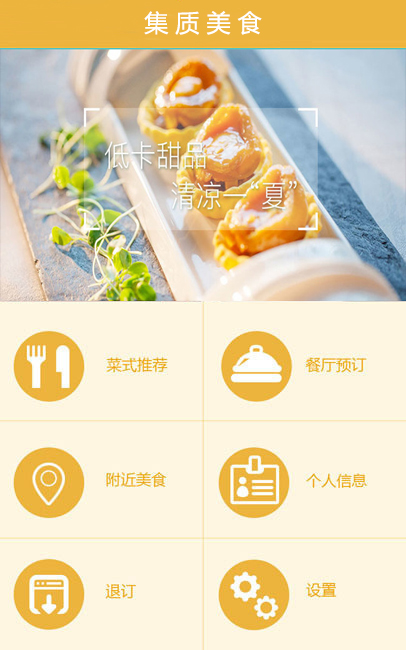 集质美食
低卡甜品
清凉一“夏”
菜式推荐
餐厅预订
附近美食
个人信息
退订
设置